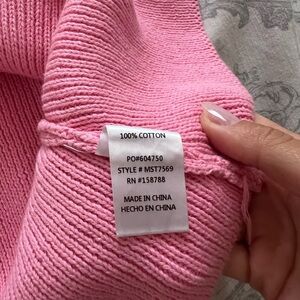 100% COTTON
PO#604750
STYLE # MST7569
RN #158788
MADE IN CHINA
HECHO EN CHINA